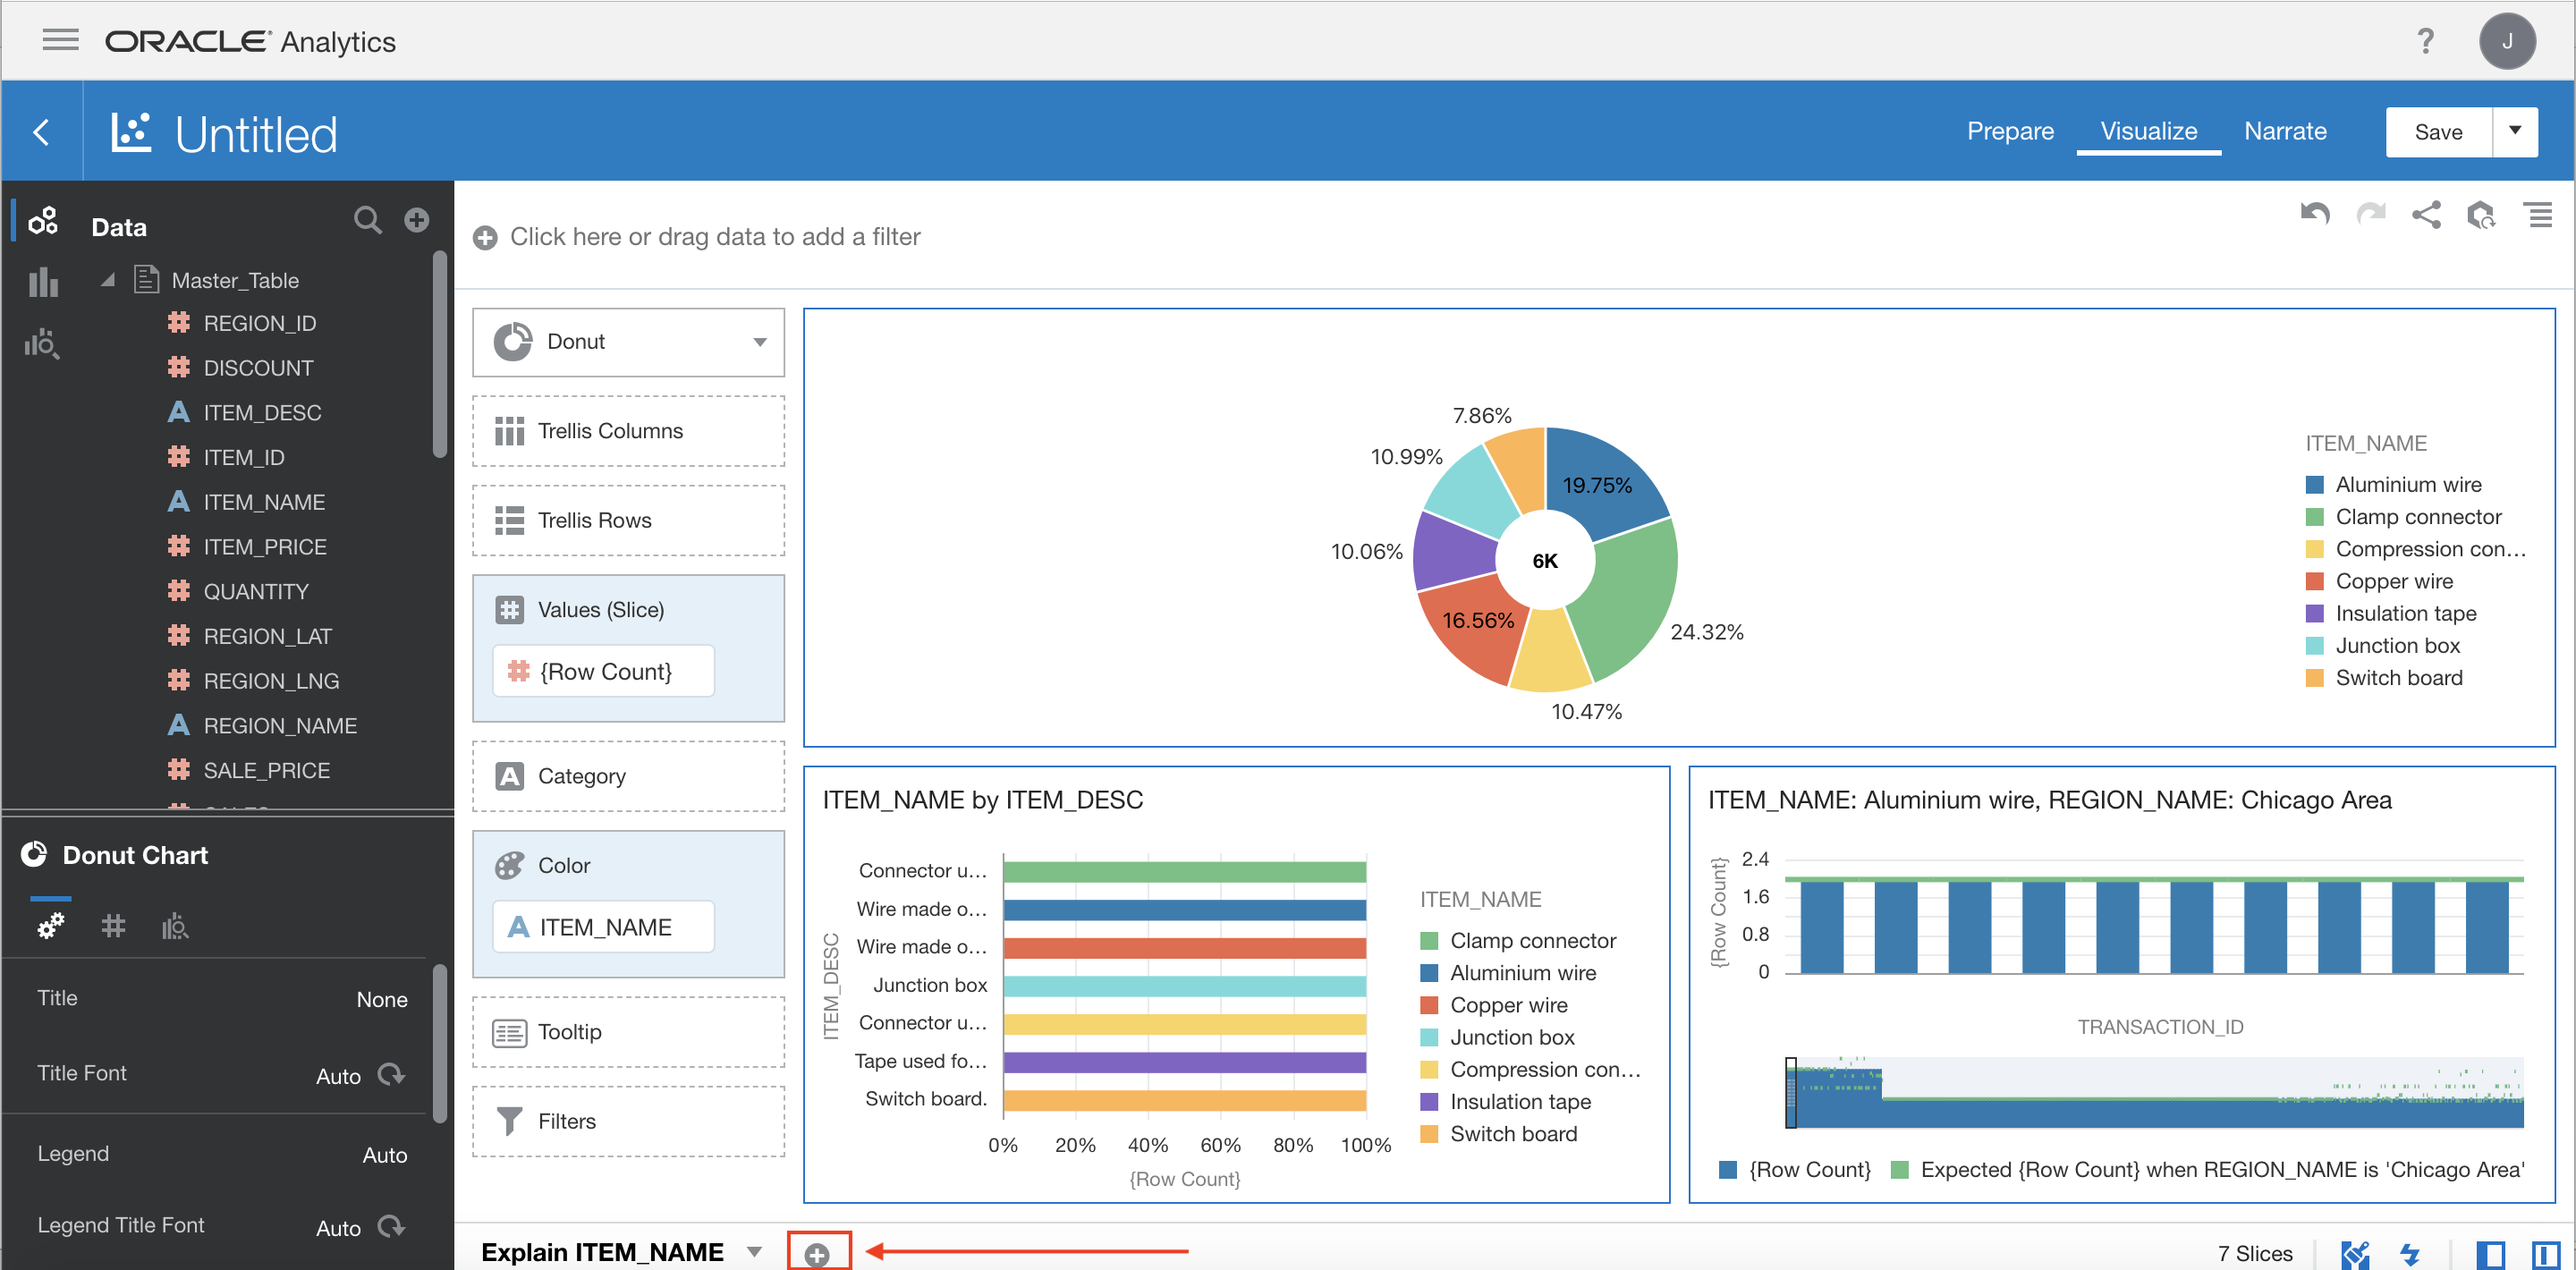 ORACLE Analytics
?
J
Untitled
Prepare
Visualize
Narrate
Save
Data
Master_Table
REGION_ID
DISCOUNT
ITEM_DESC
ITEM_ID
ITEM_NAME
ITEM_PRICE
QUANTITY
REGION_LAT
REGION_LNG
REGION_NAME
SALE_PRICE
Donut Chart
Title
None
Title Font
Auto
Legend
Auto
Legend Title Font
Auto
Click here or drag data to add a filter
Donut
Trellis Columns
Trellis Rows
Values (Slice)
{Row Count}
Category
Color
ITEM_NAME
Tooltip
Filters
7.86%
10.99%
19.75%
10.06%
6K
16.56%
24.32%
10.47%
ITEM_NAME
Aluminium wire
Clamp connector
Compression con...
Copper wire
Insulation tape
Junction box
Switch board
ITEM_NAME by ITEM_DESC
ITEM_DESC
Connector u...
Wire made o...
Wire made o...
Junction box
Connector u...
Tape used fo...
Switch board.
0% 20% 40% 60% 80% 100%
{Row Count}
ITEM_NAME
Clamp connector
Aluminium wire
Copper wire
Junction box
Compression con...
Insulation tape
Switch board
ITEM_NAME: Aluminium wire, REGION_NAME: Chicago Area
{Row Count}
2.4
1.6
0.8
0
TRANSACTION_ID
{Row Count}
Expected {Row Count} when REGION_NAME is 'Chicago Area'
Explain ITEM_NAME
7 Slices